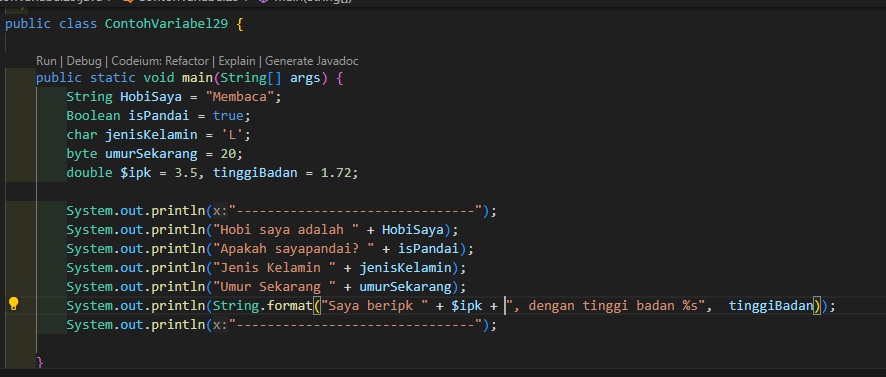 public class ContohVariabel29 {
Run | Debug | Codeium: Refactor | Explain | Generate Javadoc
public static void main(String[] args) {
String HobiSaya = "Membaca";
Boolean isPandai = true;
char jenisKelamin = 'L';
byte umurSekarang = 20;
double $ipk = 3.5, tinggiBadan = 1.72;
System.out.println(x:"-------------------------------");
System.out.println("Hobi saya adalah " + HobiSaya);
System.out.println("Apakah sayapandai? " + isPandai);
System.out.println("Jenis Kelamin " + jenisKelamin);
System.out.println("Umur Sekarang " + umurSekarang);
System.out.println(String.format("Saya beripk " + $ipk + ", dengan tinggi badan %s",  tinggiBadan));
System.out.println(x:"-------------------------------");
}